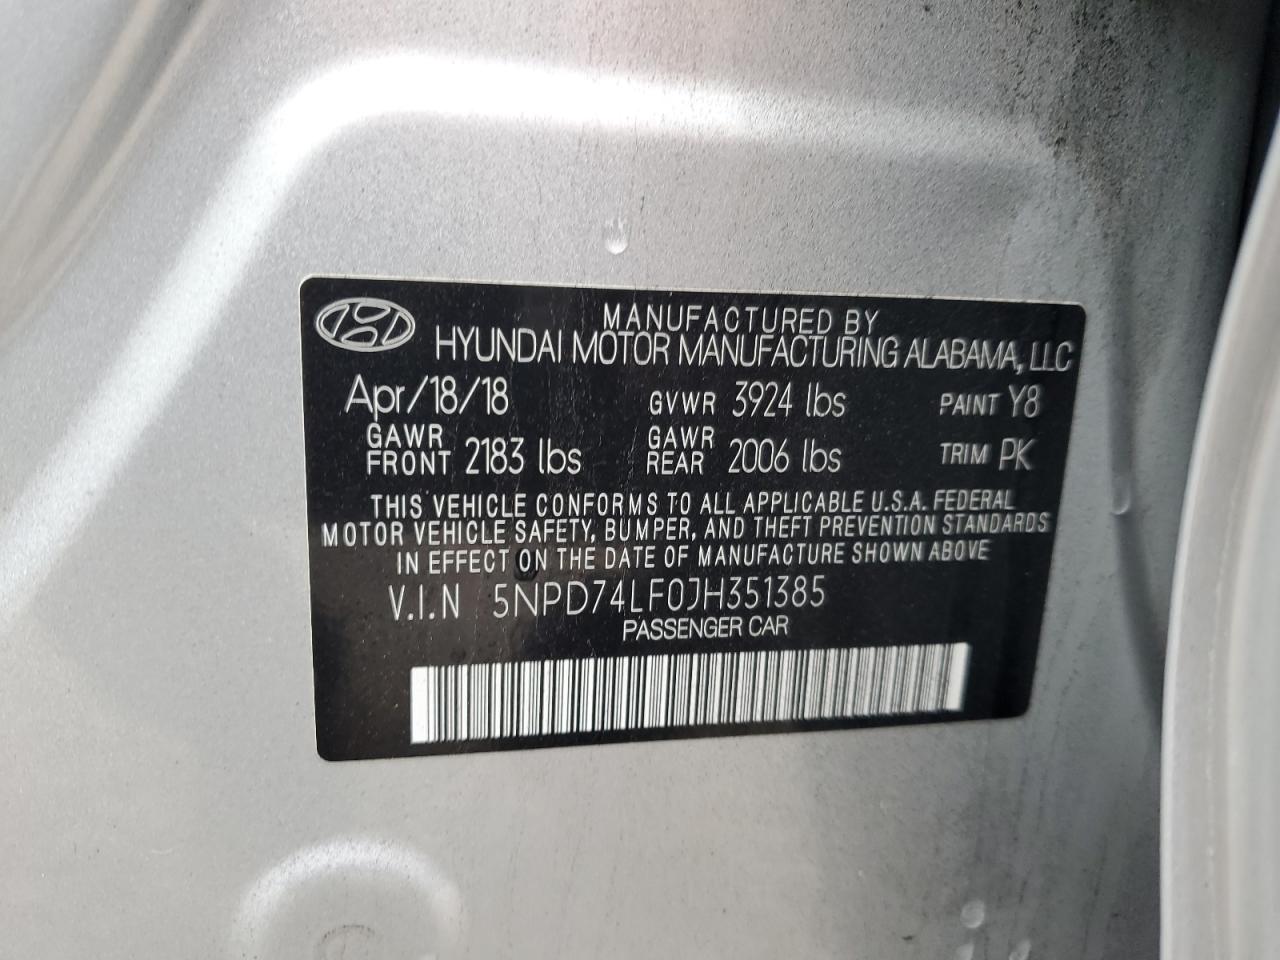 MANUFACTURED BY
HYUNDAI MOTOR MANUFACTURING ALABAMA, LLC
Apr/18/18 GVWR 3924 lbs PAINT Y8
GAWR FRONT 2183 lbs GAWR REAR 2006 lbs TRIM PK
THIS VEHICLE CONFORMS TO ALL APPLICABLE U.S.A. FEDERAL
MOTOR VEHICLE SAFETY, BUMPER, AND THEFT PREVENTION STANDARDS
IN EFFECT ON THE DATE OF MANUFACTURE SHOWN ABOVE
V.I.N 5NPD74LF0JH351385
PASSENGER CAR